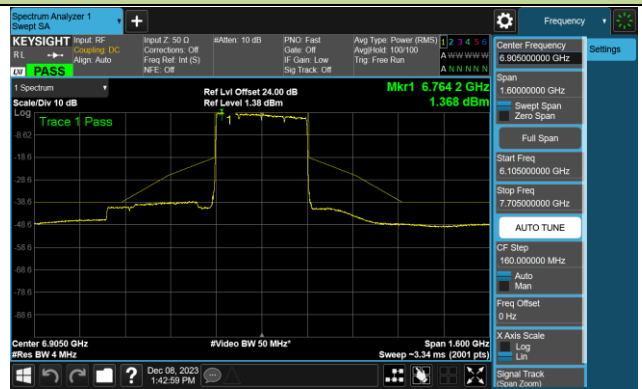 Spectrum Analyzer 1
Swept SA
Frequency
KEYSIGHT Input: RF Input Z: 50 Ω #Atten: 10 dB PNO: Fast Avg Type: Power (RMS) 1 2 3 4 5 6
RL Coupling: DC Corrections: Off Gate: Off Avg|Hold: 100/100 A W W W W W
Align: Auto Freq Ref: Int (S) IF Gain: Low Trig: Free Run A N N N N N
LXI PASS NFE: Off Sig Track: Off
1 Spectrum
Scale/Div 10 dB
Ref Lvl Offset 24.00 dB
Ref Level 1.38 dBm
Mkr1 6.764 2 GHz
1.368 dBm
Log
Trace 1 Pass
1
-8.62
-18.6
-28.6
-38.6
-48.6
-58.6
-68.6
-78.6
-88.6
Center 6.9050 GHz #Video BW 50 MHz* Span 1.600 GHz
#Res BW 4 MHz Sweep ~3.34 ms (2001 pts)
Dec 08, 2023
1:42:59 PM
Center Frequency
6.905000000 GHz
Settings
Span
1.60000000 GHz
Swept Span
Zero Span
Full Span
Start Freq
6.105000000 GHz
Stop Freq
7.705000000 GHz
AUTO TUNE
CF Step
160.000000 MHz
Auto
Man
Freq Offset
0 Hz
X Axis Scale
Log
Lin
Signal Track
(Span Zoom)